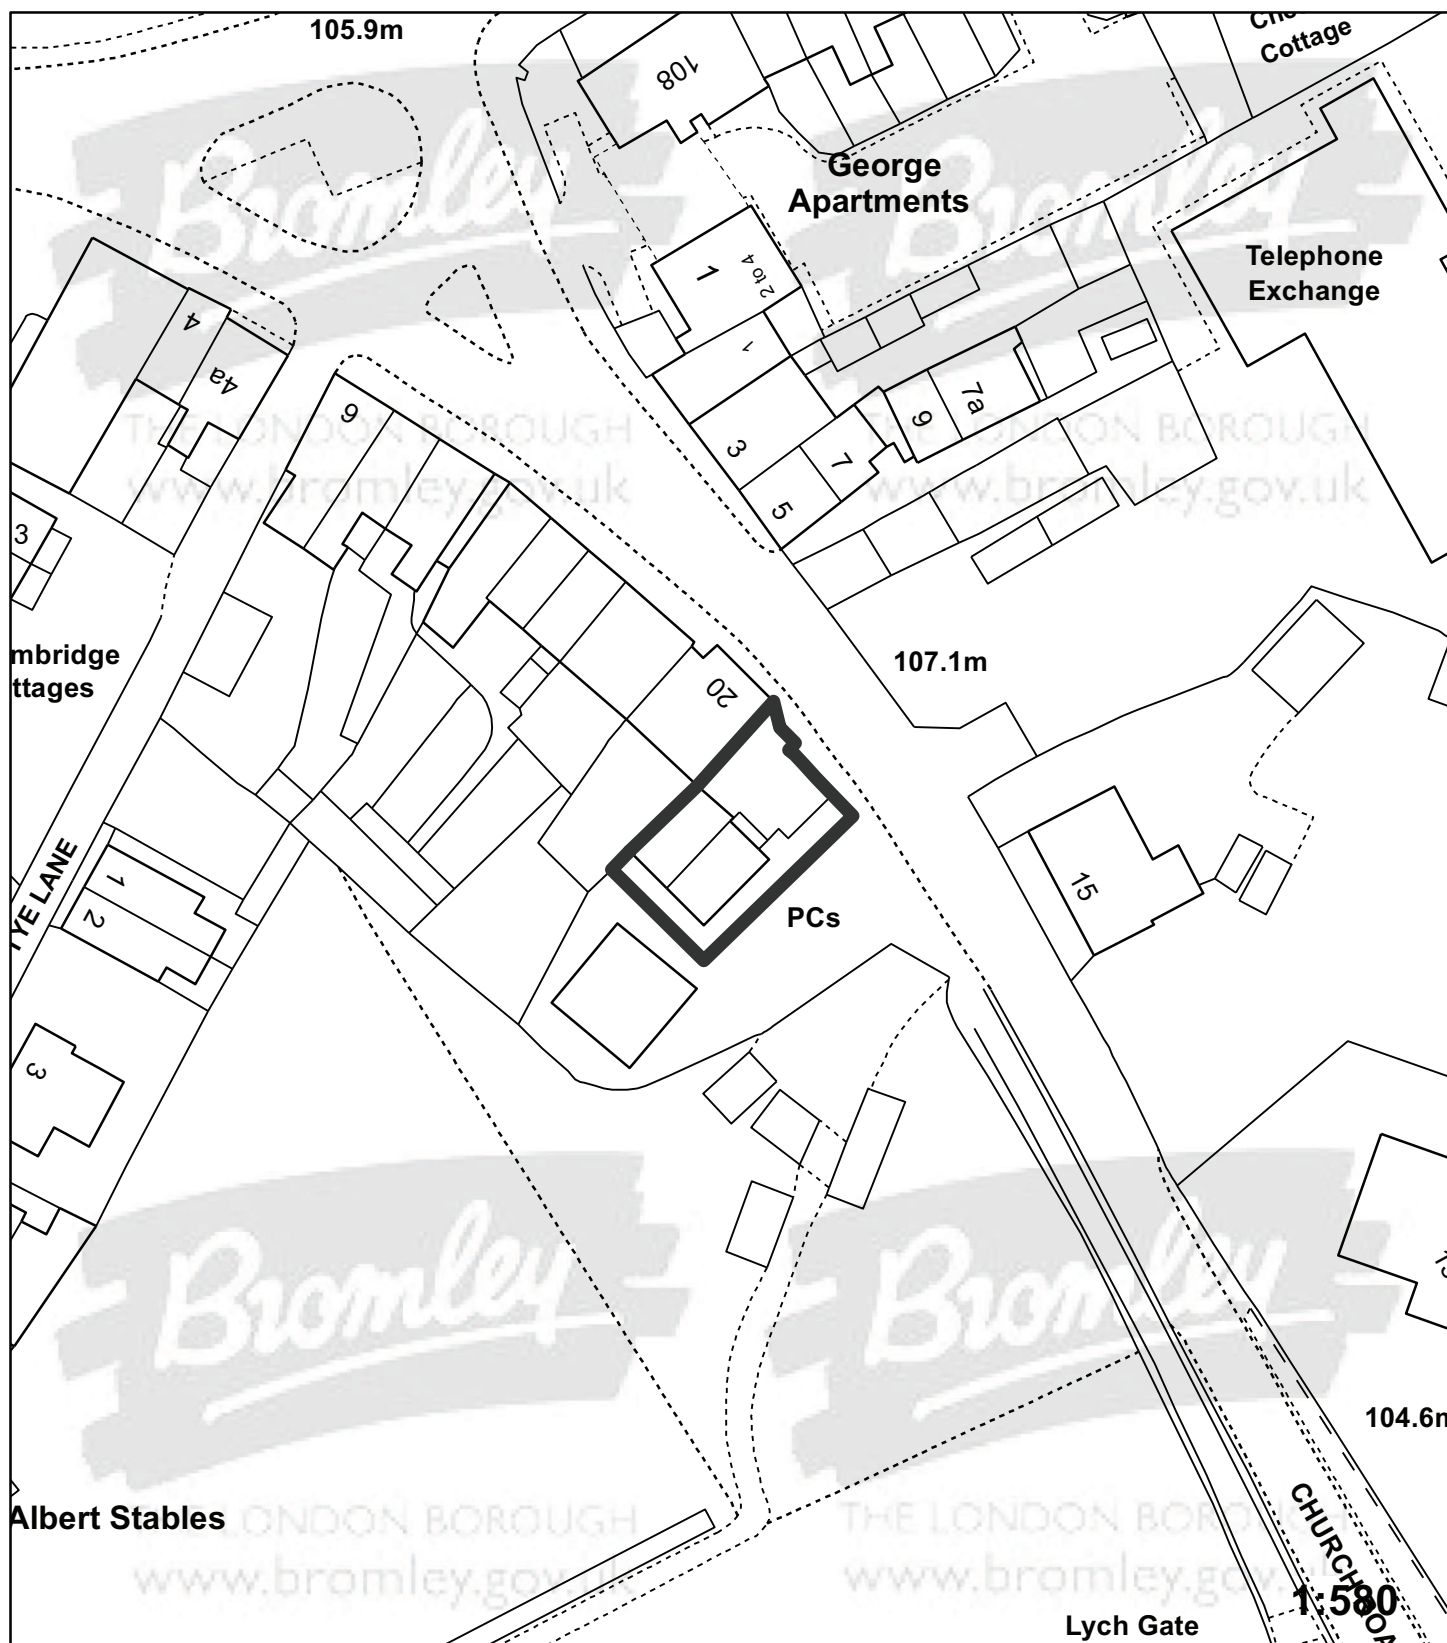 105.9m
108
Cottage
George
Apartments
Telephone
Exchange
1
2 to 4
1
4
4a
6
3
7
5
9
7a
3
mbridge
ttages
107.1m
20
TYE LANE
1
2
15
PCs
3
104.6m
Albert Stables
CHURCH ROA
1:580
Lych Gate
Bromley
THE LONDON BOROUGH
www.bromley.gov.uk
Bromley
THE LONDON BOROUGH
www.bromley.gov.uk
Bromley
THE LONDON BOROUGH
www.bromley.gov.uk
Bromley
THE LONDON BOROUGH
www.bromley.gov.uk